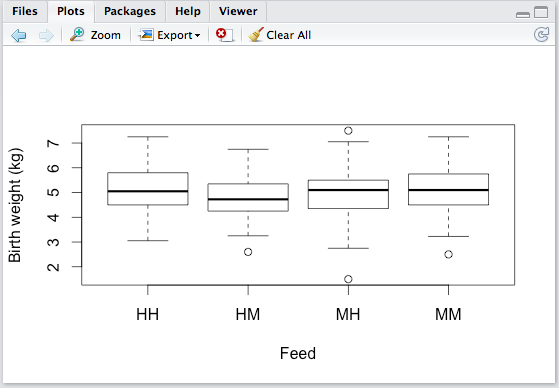 Files Plots Packages Help Viewer
Zoom Export Clear All
Birth weight (kg)
7
6
5
4
3
2
HH HM MH MM
Feed